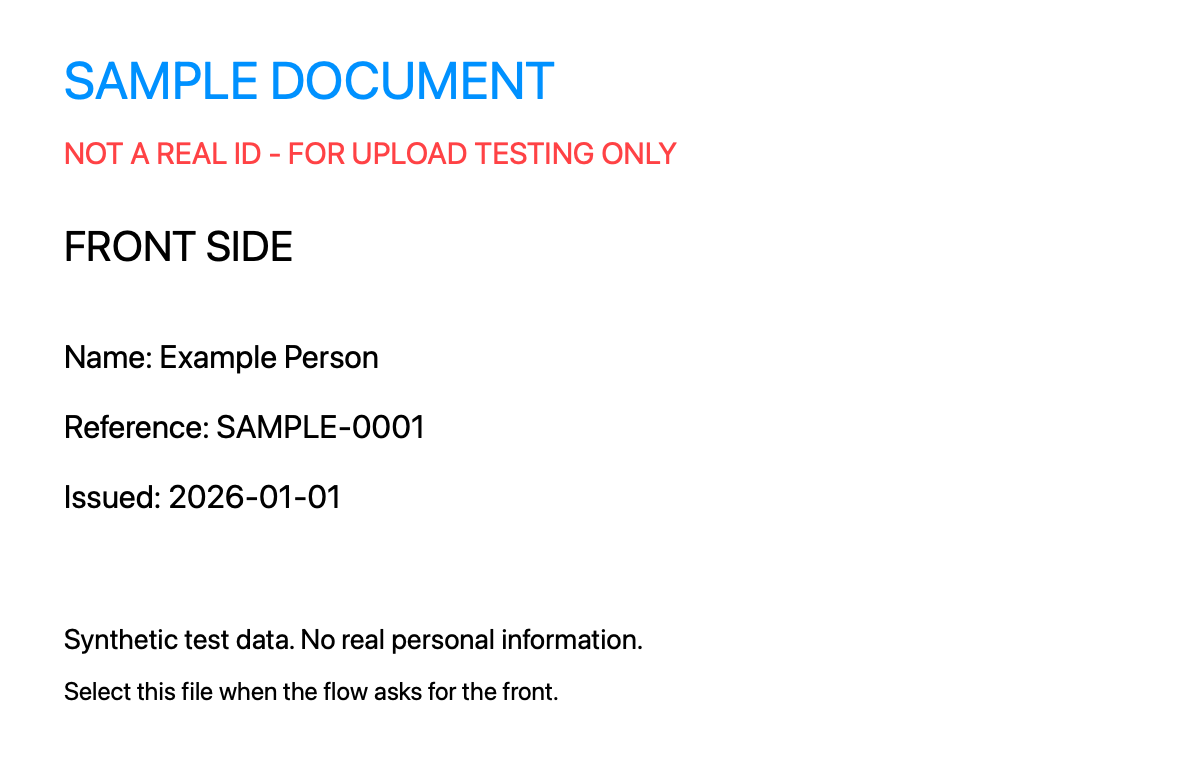 SAMPLE DOCUMENT
NOT A REAL ID - FOR UPLOAD TESTING ONLY
FRONT SIDE
Name: Example Person
Reference: SAMPLE-0001
Issued: 2026-01-01
Synthetic test data. No real personal information.
Select this file when the flow asks for the front.